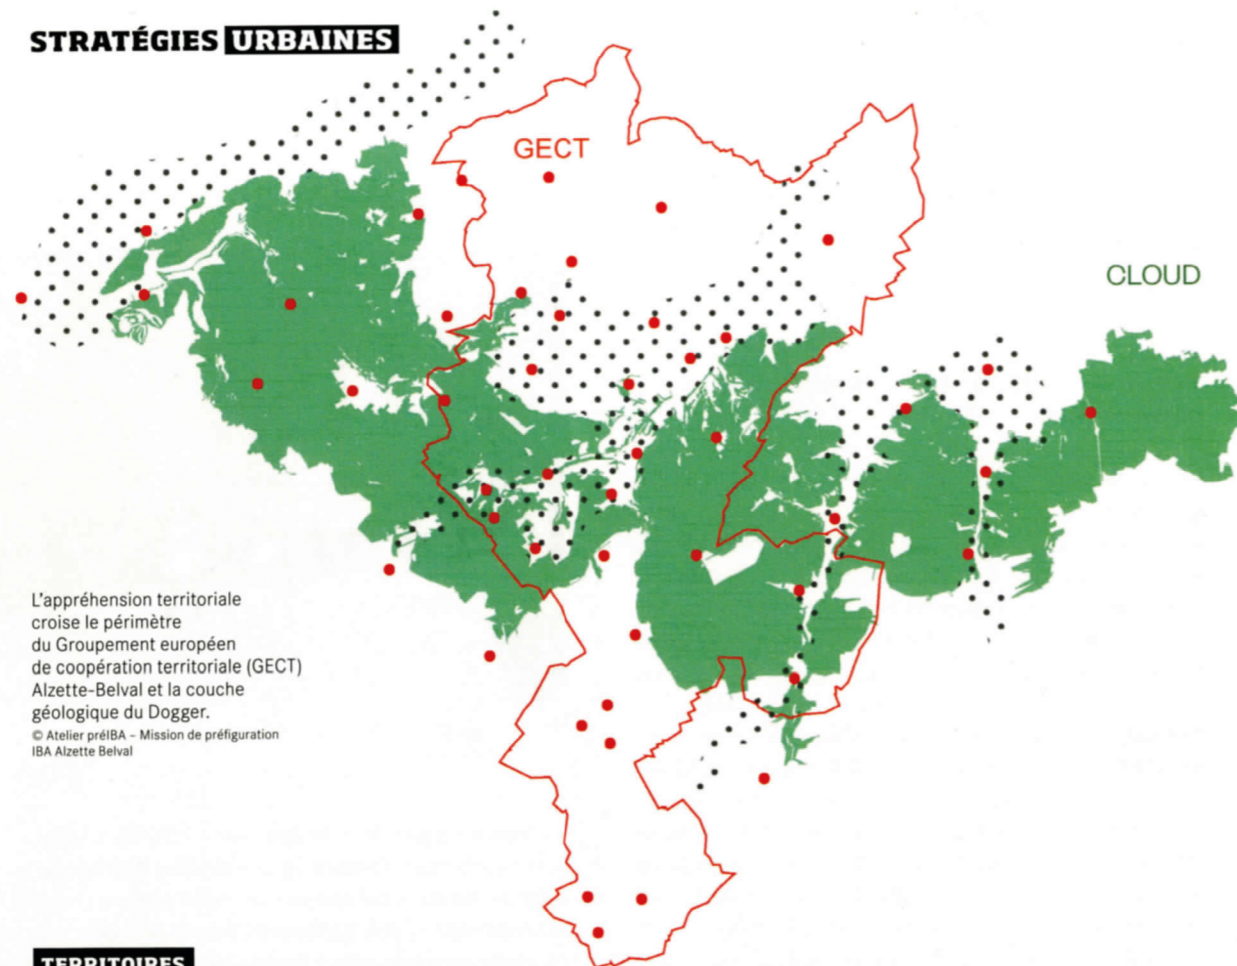 STRATÉGIES URBAINES
GECT
CLOUD
L'appréhension territoriale
croise le périmètre
du Groupement européen
de coopération territoriale (GECT)
Alzette-Belval et la couche
géologique du Dogger.
© Atelier préIBA – Mission de préfiguration
IBA Alzette Belval
TERRITOIRES